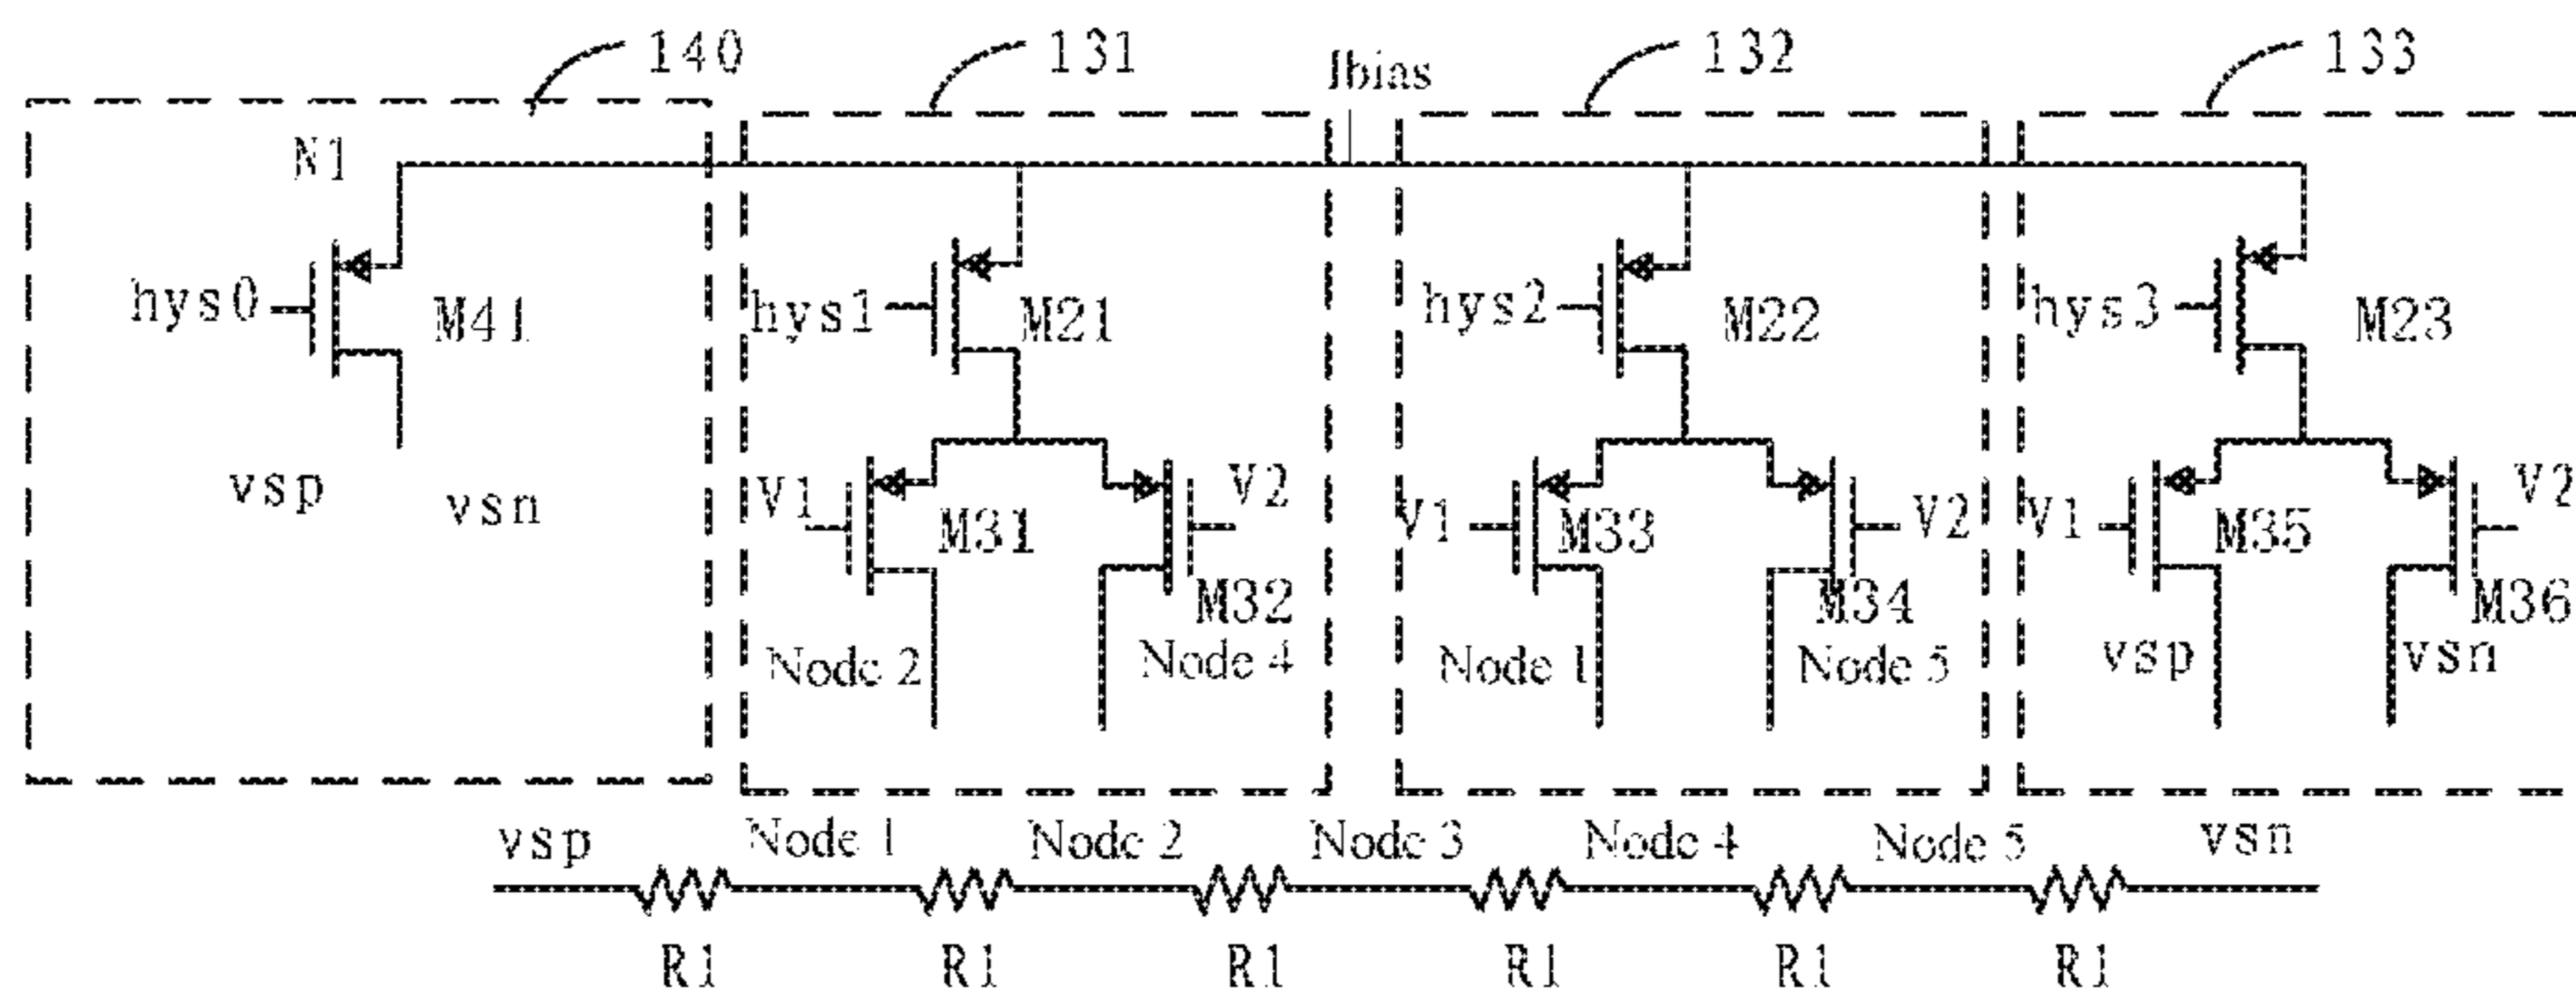 140 131 Ibias 132 133
N1
hys0 M41 hys1 M21 hys2 M22 hys3 M23
vsp vsn V1 M31 V2 V1 M33 V2 V1 M35 V2
M32 M34 M36
Node 2 Node 4 Node 1 Node 5 vsp vsn
vsp Node 1 Node 2 Node 3 Node 4 Node 5 vsn
R1 R1 R1 R1 R1 R1